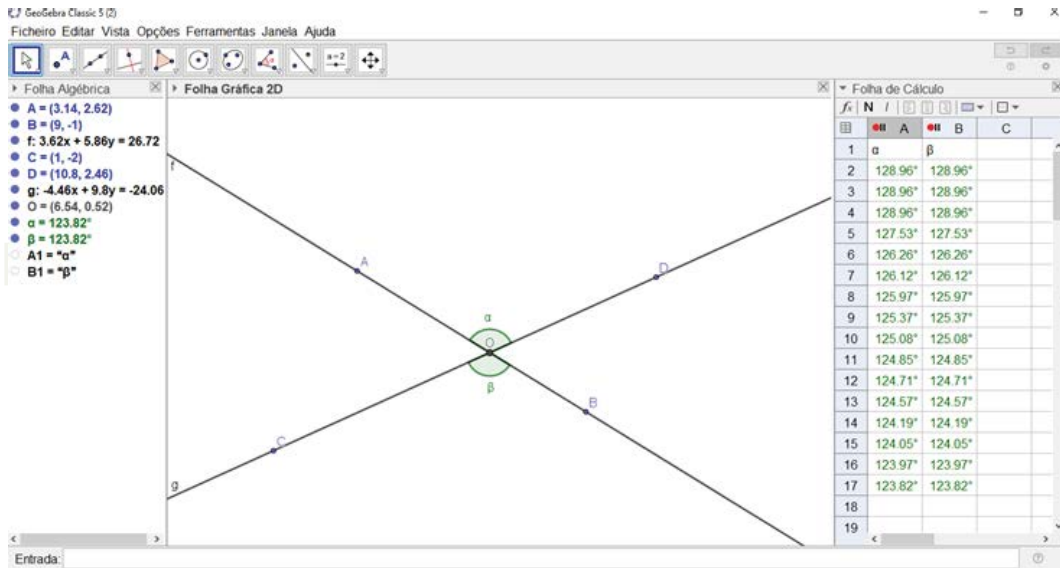 GeoGebra Classic 5 (2)
Ficheiro Editar Vista Opções Ferramentas Janela Ajuda
A
a=2
Folha Algébrica
A = (3.14, 2.62)
B = (9, -1)
f: 3.62x + 5.86y = 26.72
C = (1, -2)
D = (10.8, 2.46)
g: -4.46x + 9.8y = -24.06
O = (6.54, 0.52)
α = 123.82°
β = 123.82°
A1 = "α"
B1 = "β"
Folha Gráfica 2D
f
A
D
α
O
β
B
C
g
Folha de Cálculo
fx N I
A B C
1 α β
2 128.96° 128.96°
3 128.96° 128.96°
4 128.96° 128.96°
5 127.53° 127.53°
6 126.26° 126.26°
7 126.12° 126.12°
8 125.97° 125.97°
9 125.37° 125.37°
10 125.08° 125.08°
11 124.85° 124.85°
12 124.71° 124.71°
13 124.57° 124.57°
14 124.19° 124.19°
15 124.05° 124.05°
16 123.97° 123.97°
17 123.82° 123.82°
18
19
Entrada: